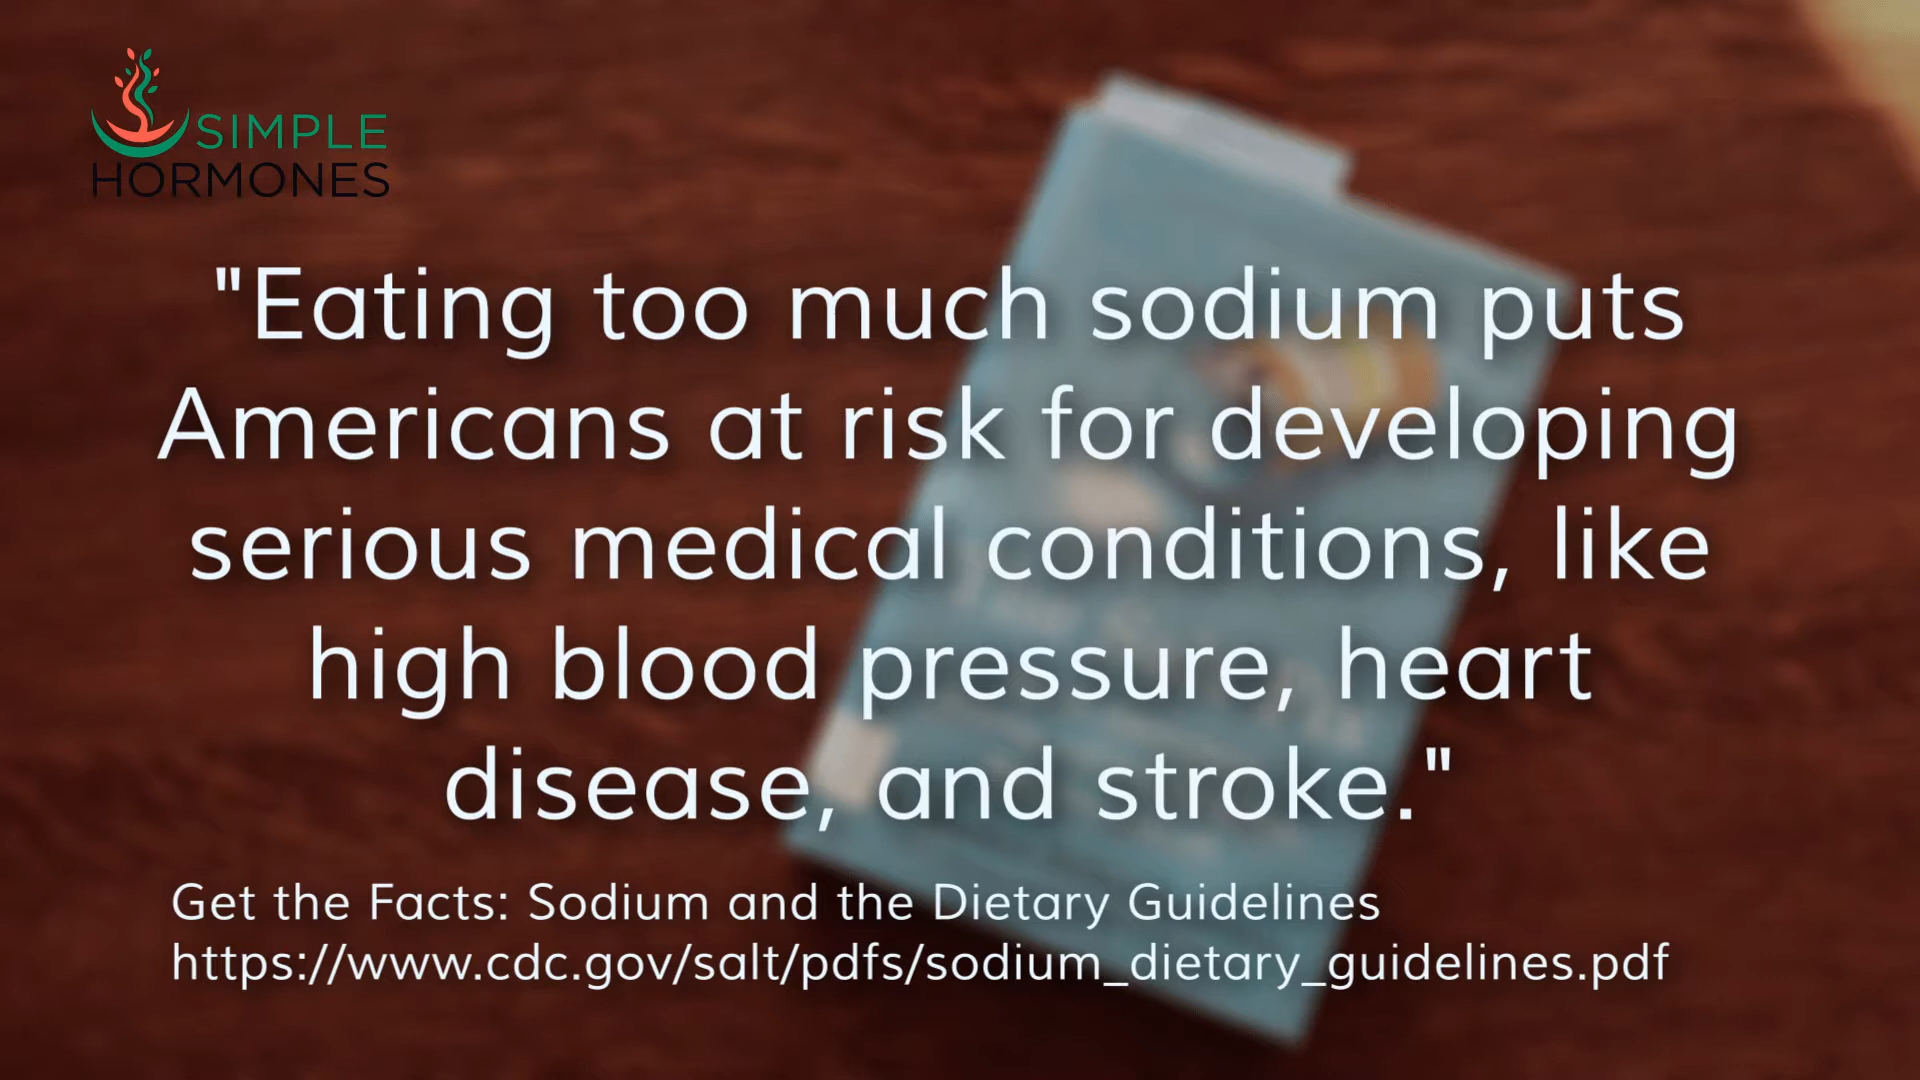 SIMPLE
HORMONES
"Eating too much sodium puts
Americans at risk for developing
serious medical conditions, like
high blood pressure, heart
disease, and stroke."
Get the Facts: Sodium and the Dietary Guidelines
https://www.cdc.gov/salt/pdfs/sodium_dietary_guidelines.pdf